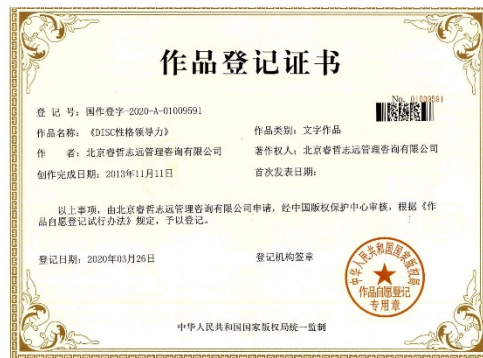 作品登记证书
No. 01009591
登 记 号：国作登字-2020-A-01009591
作品名称：《DISC性格领导力》 作品类别：文字作品
作 者：北京睿哲志远管理咨询有限公司 著作权人：北京睿哲志远管理咨询有限公司
创作完成日期：2013年11月11日 首次发表日期：
以上事项，由北京睿哲志远管理咨询有限公司申请，经中国版权保护中心审核，根据《作
品自愿登记试行办法》规定，予以登记。
登记日期：2020年03月26日 登记机构签章
中华人民共和国国家版权局
作品自愿登记
专用章
中华人民共和国国家版权局统一监制